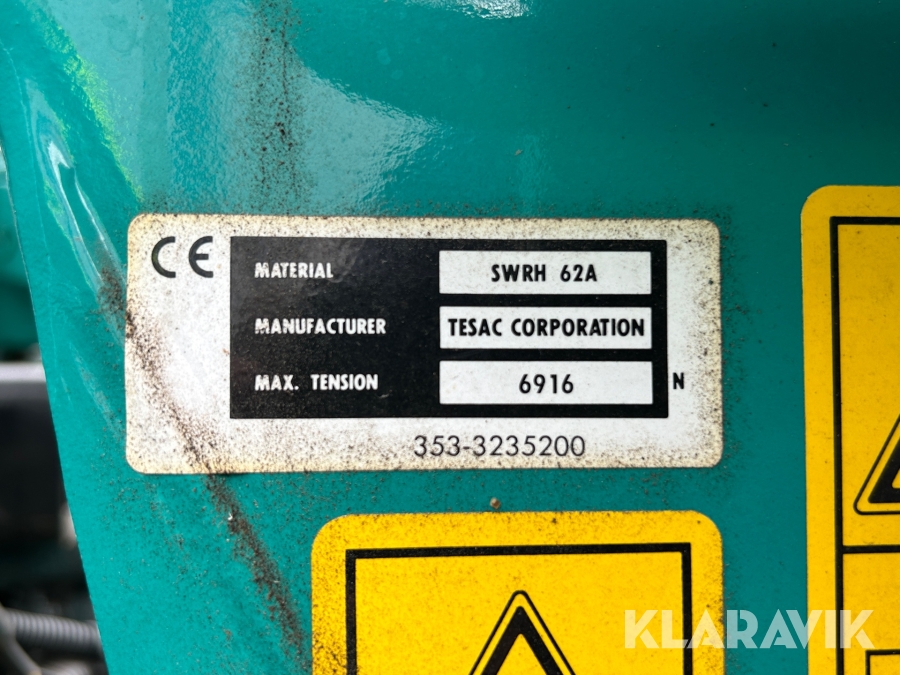 CE
MATERIAL SWRH 62A
MANUFACTURER TESAC CORPORATION
MAX. TENSION 6916 N
353-3235200
KLARAVIK